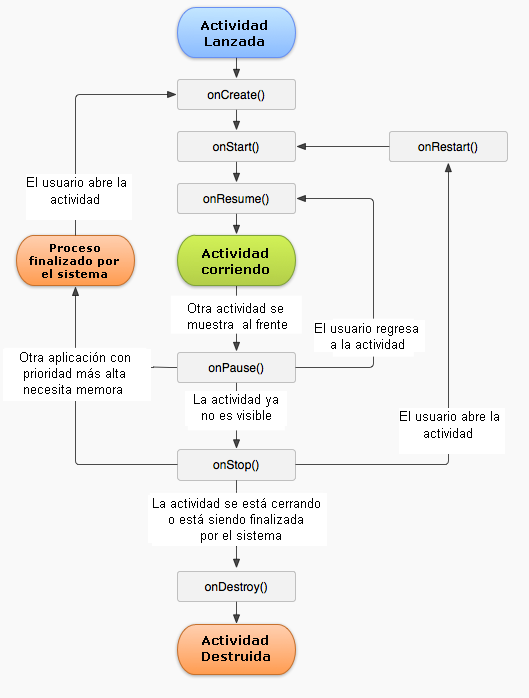 Actividad
Lanzada
onCreate()
onStart()
onRestart()
El usuario abre la
actividad
onResume()
Proceso
finalizado por
el sistema
Actividad
corriendo
Otra actividad se
muestra al frente
El usuario regresa
a la actividad
Otra aplicación con
prioridad más alta
necesita memora
onPause()
La actividad ya
no es visible
El usuario abre la
actividad
onStop()
La actividad se está cerrando
o está siendo finalizada
por el sistema
onDestroy()
Actividad
Destruida